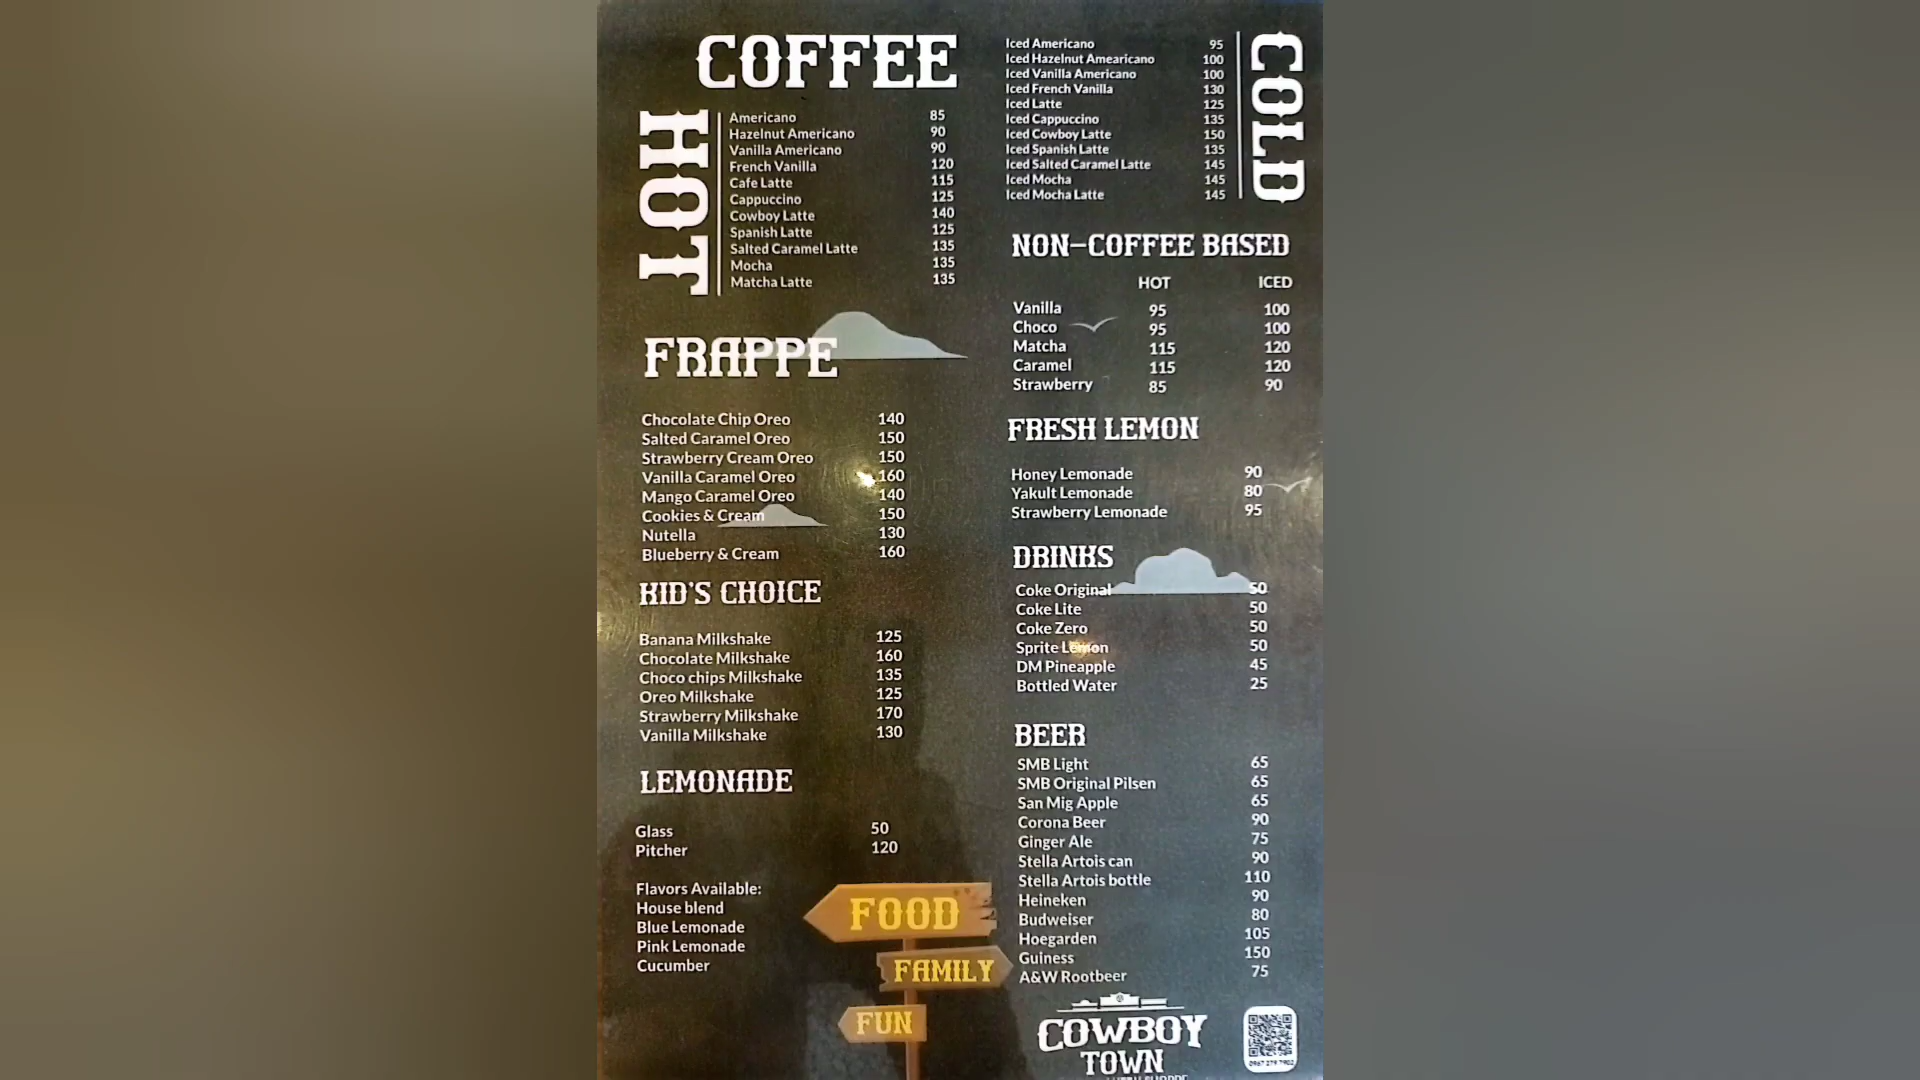 COFFEE
HOT
Americano 85
Hazelnut Americano 90
Vanilla Americano 90
French Vanilla 120
Cafe Latte 115
Cappuccino 125
Cowboy Latte 140
Spanish Latte 125
Salted Caramel Latte 135
Mocha 135
Matcha Latte 135
FRAPPE
Chocolate Chip Oreo 140
Salted Caramel Oreo 150
Strawberry Cream Oreo 150
Vanilla Caramel Oreo 160
Mango Caramel Oreo 140
Cookies & Cream 150
Nutella 130
Blueberry & Cream 160
KID'S CHOICE
Banana Milkshake 125
Chocolate Milkshake 160
Choco chips Milkshake 135
Oreo Milkshake 125
Strawberry Milkshake 170
Vanilla Milkshake 130
LEMONADE
Glass 50
Pitcher 120
Flavors Available:
House blend
Blue Lemonade
Pink Lemonade
Cucumber
FOOD
FAMILY
FUN
COLD
Iced Americano 95
Iced Hazelnut Amearicano 100
Iced Vanilla Americano 100
Iced French Vanilla 130
Iced Latte 125
Iced Cappuccino 135
Iced Cowboy Latte 150
Iced Spanish Latte 135
Iced Salted Caramel Latte 145
Iced Mocha 145
Iced Mocha Latte 145
NON-COFFEE BASED
HOT ICED
Vanilla 95 100
Choco 95 100
Matcha 115 120
Caramel 115 120
Strawberry 85 90
FRESH LEMON
Honey Lemonade 90
Yakult Lemonade 80
Strawberry Lemonade 95
DRINKS
Coke Original 50
Coke Lite 50
Coke Zero 50
Sprite Lemon 50
DM Pineapple 45
Bottled Water 25
BEER
SMB Light 65
SMB Original Pilsen 65
San Mig Apple 65
Corona Beer 90
Ginger Ale 75
Stella Artois can 90
Stella Artois bottle 110
Heineken 90
Budweiser 80
Hoegarden 105
Guiness 150
A&W Rootbeer 75
COWBOY
TOWN